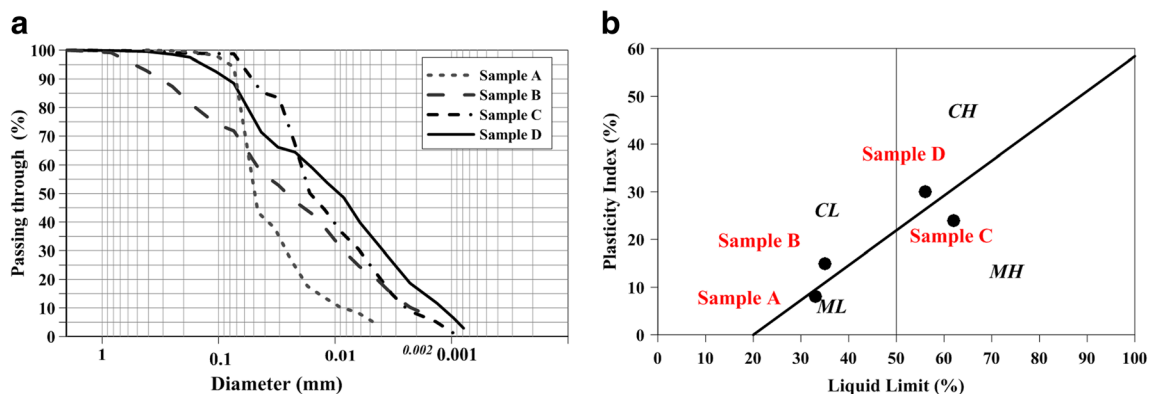 a
Passing through (%)
100
90
80
70
60
50
40
30
20
10
0
1
0.1
0.01
0.002
0.001
Diameter (mm)
Sample A
Sample B
Sample C
Sample D
b
Plasticity Index (%)
60
50
40
30
20
10
0
0 10 20 30 40 50 60 70 80 90 100
Liquid Limit (%)
CH
Sample D
CL
Sample B
Sample C
MH
Sample A
ML